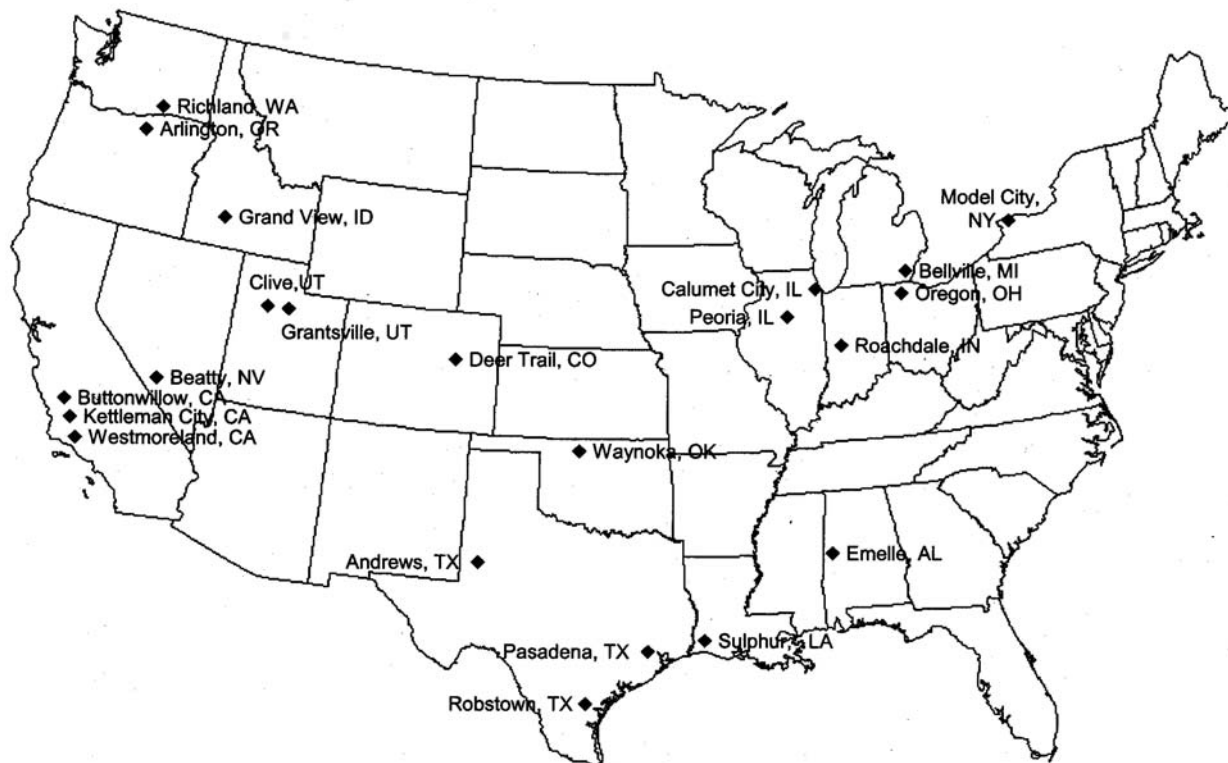 Richland, WA
Arlington, OR
Grand View, ID
Model City,
NY
Bellville, MI
Clive,UT
Calumet City, IL
Oregon, OH
Grantsville, UT
Peoria, IL
Roachdale, IN
Deer Trail, CO
Beatty, NV
Buttonwillow, CA
Kettleman City, CA
Westmoreland, CA
Waynoka, OK
Andrews, TX
Emelle, AL
Sulphur, LA
Pasadena, TX
Robstown, TX